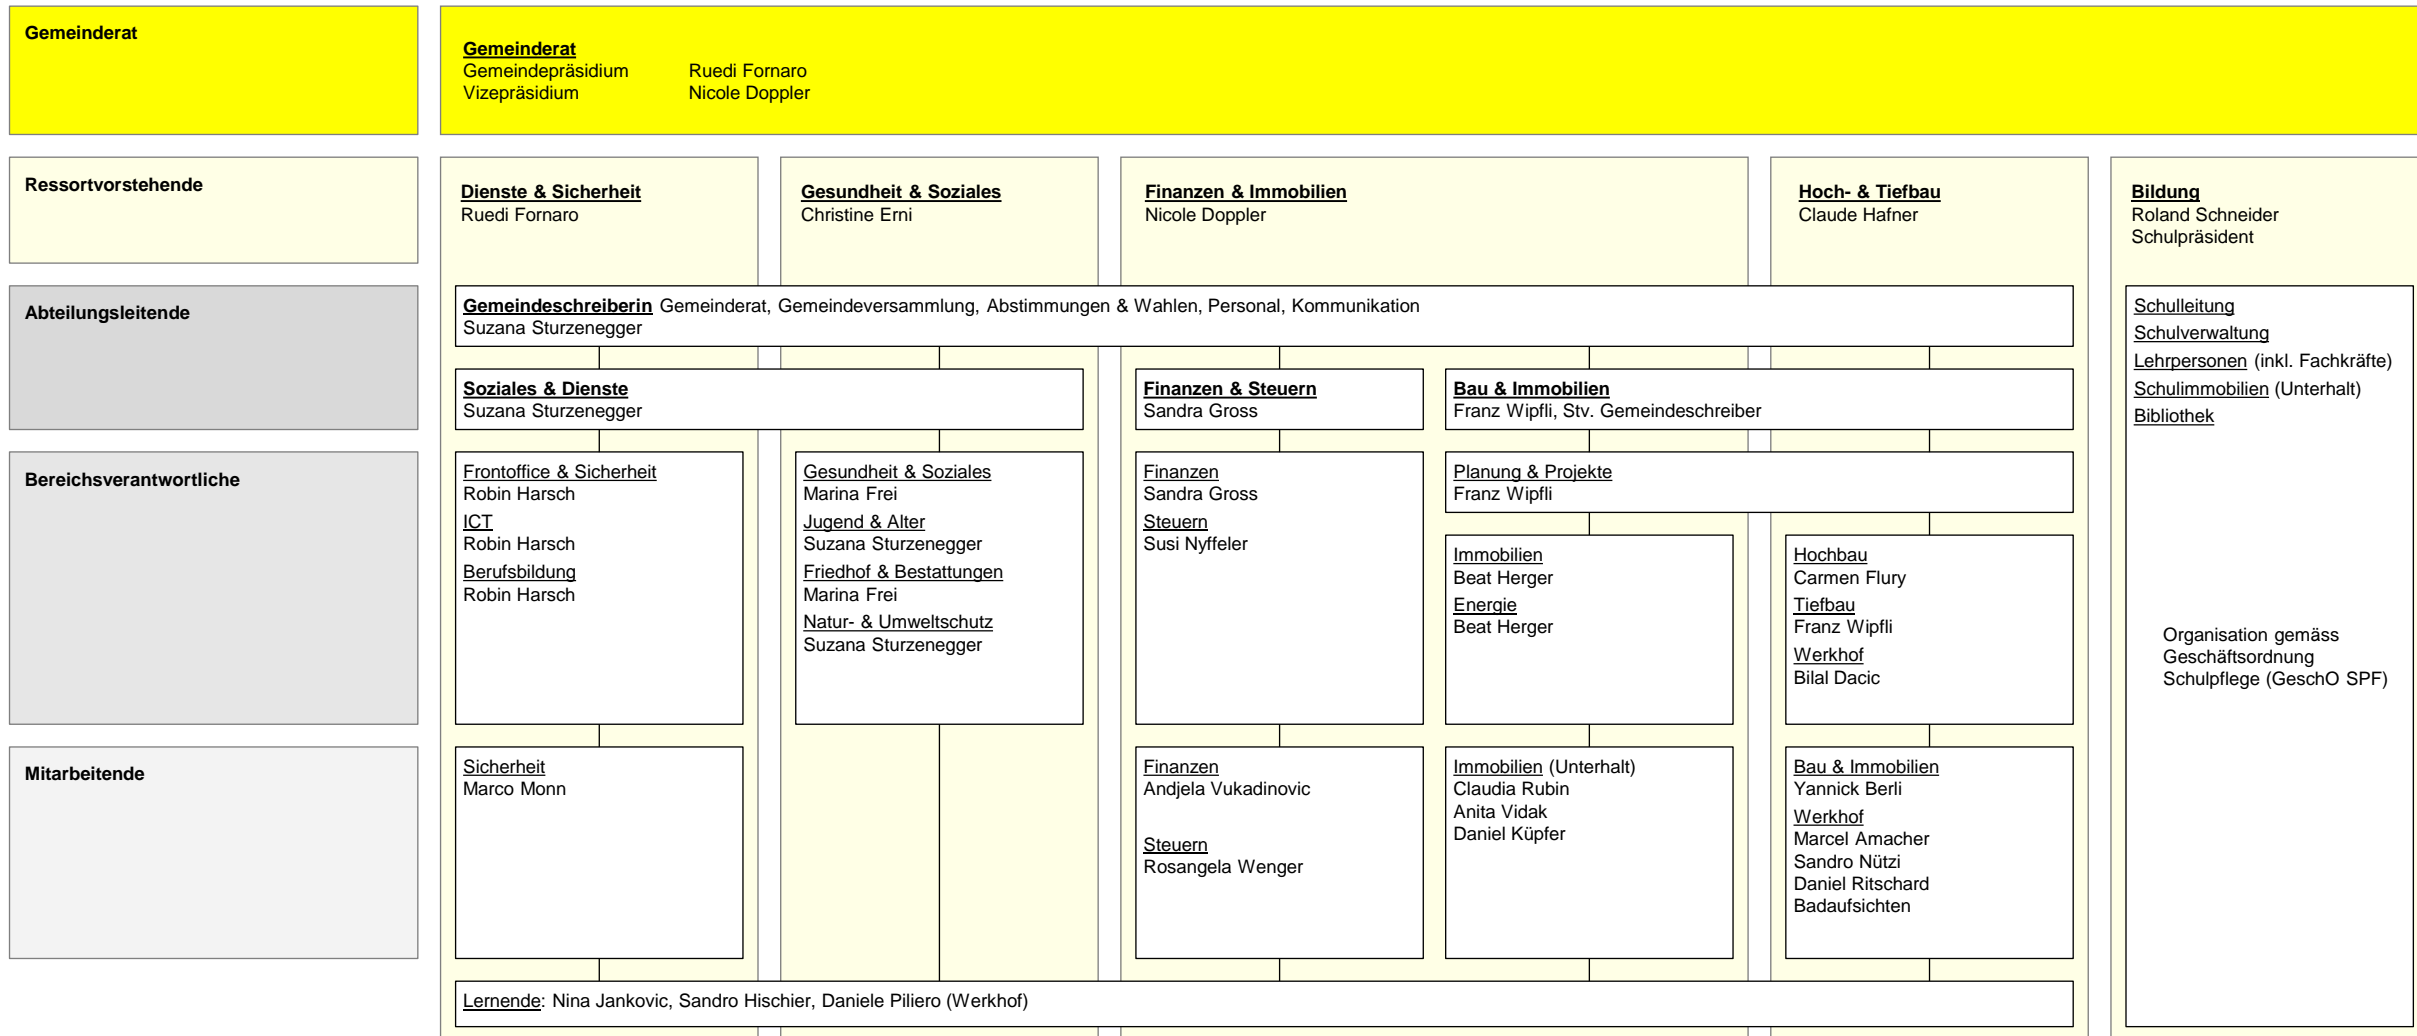 Gemeinderat
Gemeinderat
Gemeindepräsidium Ruedi Fornaro
Vizepräsidium Nicole Doppler
Ressortvorstehende
Dienste & Sicherheit
Ruedi Fornaro
Gesundheit & Soziales
Christine Erni
Finanzen & Immobilien
Nicole Doppler
Hoch- & Tiefbau
Claude Hafner
Bildung
Roland Schneider
Schulpräsident
Abteilungsleitende
Gemeindeschreiberin Gemeinderat, Gemeindeversammlung, Abstimmungen & Wahlen, Personal, Kommunikation
Suzana Sturzenegger
Soziales & Dienste
Suzana Sturzenegger
Finanzen & Steuern
Sandra Gross
Bau & Immobilien
Franz Wipfli, Stv. Gemeindeschreiber
Schulleitung
Schulverwaltung
Lehrpersonen (inkl. Fachkräfte)
Schulimmobilien (Unterhalt)
Bibliothek
Bereichsverantwortliche
Frontoffice & Sicherheit
Robin Harsch
ICT
Robin Harsch
Berufsbildung
Robin Harsch
Gesundheit & Soziales
Marina Frei
Jugend & Alter
Suzana Sturzenegger
Friedhof & Bestattungen
Marina Frei
Natur- & Umweltschutz
Suzana Sturzenegger
Finanzen
Sandra Gross
Steuern
Susi Nyffeler
Planung & Projekte
Franz Wipfli
Immobilien
Beat Herger
Energie
Beat Herger
Hochbau
Carmen Flury
Tiefbau
Franz Wipfli
Werkhof
Bilal Dacic
Organisation gemäss
Geschäftsordnung
Schulpflege (GeschO SPF)
Mitarbeitende
Sicherheit
Marco Monn
Finanzen
Andjela Vukadinovic
Steuern
Rosangela Wenger
Immobilien (Unterhalt)
Claudia Rubin
Anita Vidak
Daniel Küpfer
Bau & Immobilien
Yannick Berli
Werkhof
Marcel Amacher
Sandro Nützi
Daniel Ritschard
Badaufsichten
Lernende: Nina Jankovic, Sandro Hischier, Daniele Piliero (Werkhof)